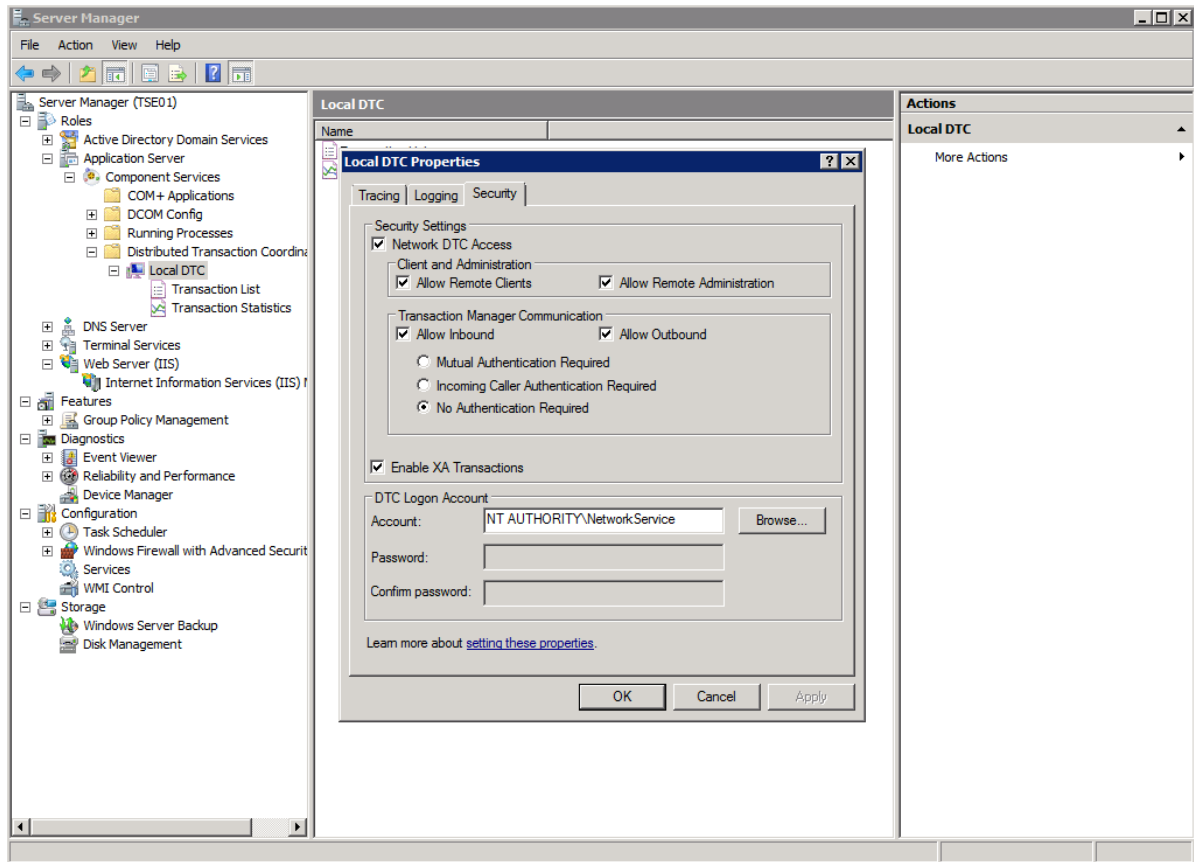 Server Manager
File Action View Help
Server Manager (TSE01)
Roles
Active Directory Domain Services
Application Server
Component Services
COM+ Applications
DCOM Config
Running Processes
Distributed Transaction Coordina
Local DTC
Transaction List
Transaction Statistics
DNS Server
Terminal Services
Web Server (IIS)
Internet Information Services (IIS) M
Features
Group Policy Management
Diagnostics
Event Viewer
Reliability and Performance
Device Manager
Configuration
Task Scheduler
Windows Firewall with Advanced Securit
Services
WMI Control
Storage
Windows Server Backup
Disk Management
Local DTC
Name
Local DTC Properties
Tracing Logging Security
Security Settings
Network DTC Access
Client and Administration
Allow Remote Clients Allow Remote Administration
Transaction Manager Communication
Allow Inbound Allow Outbound
Mutual Authentication Required
Incoming Caller Authentication Required
No Authentication Required
Enable XA Transactions
DTC Logon Account
Account: NT AUTHORITY\NetworkService Browse...
Password:
Confirm password:
Learn more about setting these properties.
OK Cancel Apply
Actions
Local DTC
More Actions